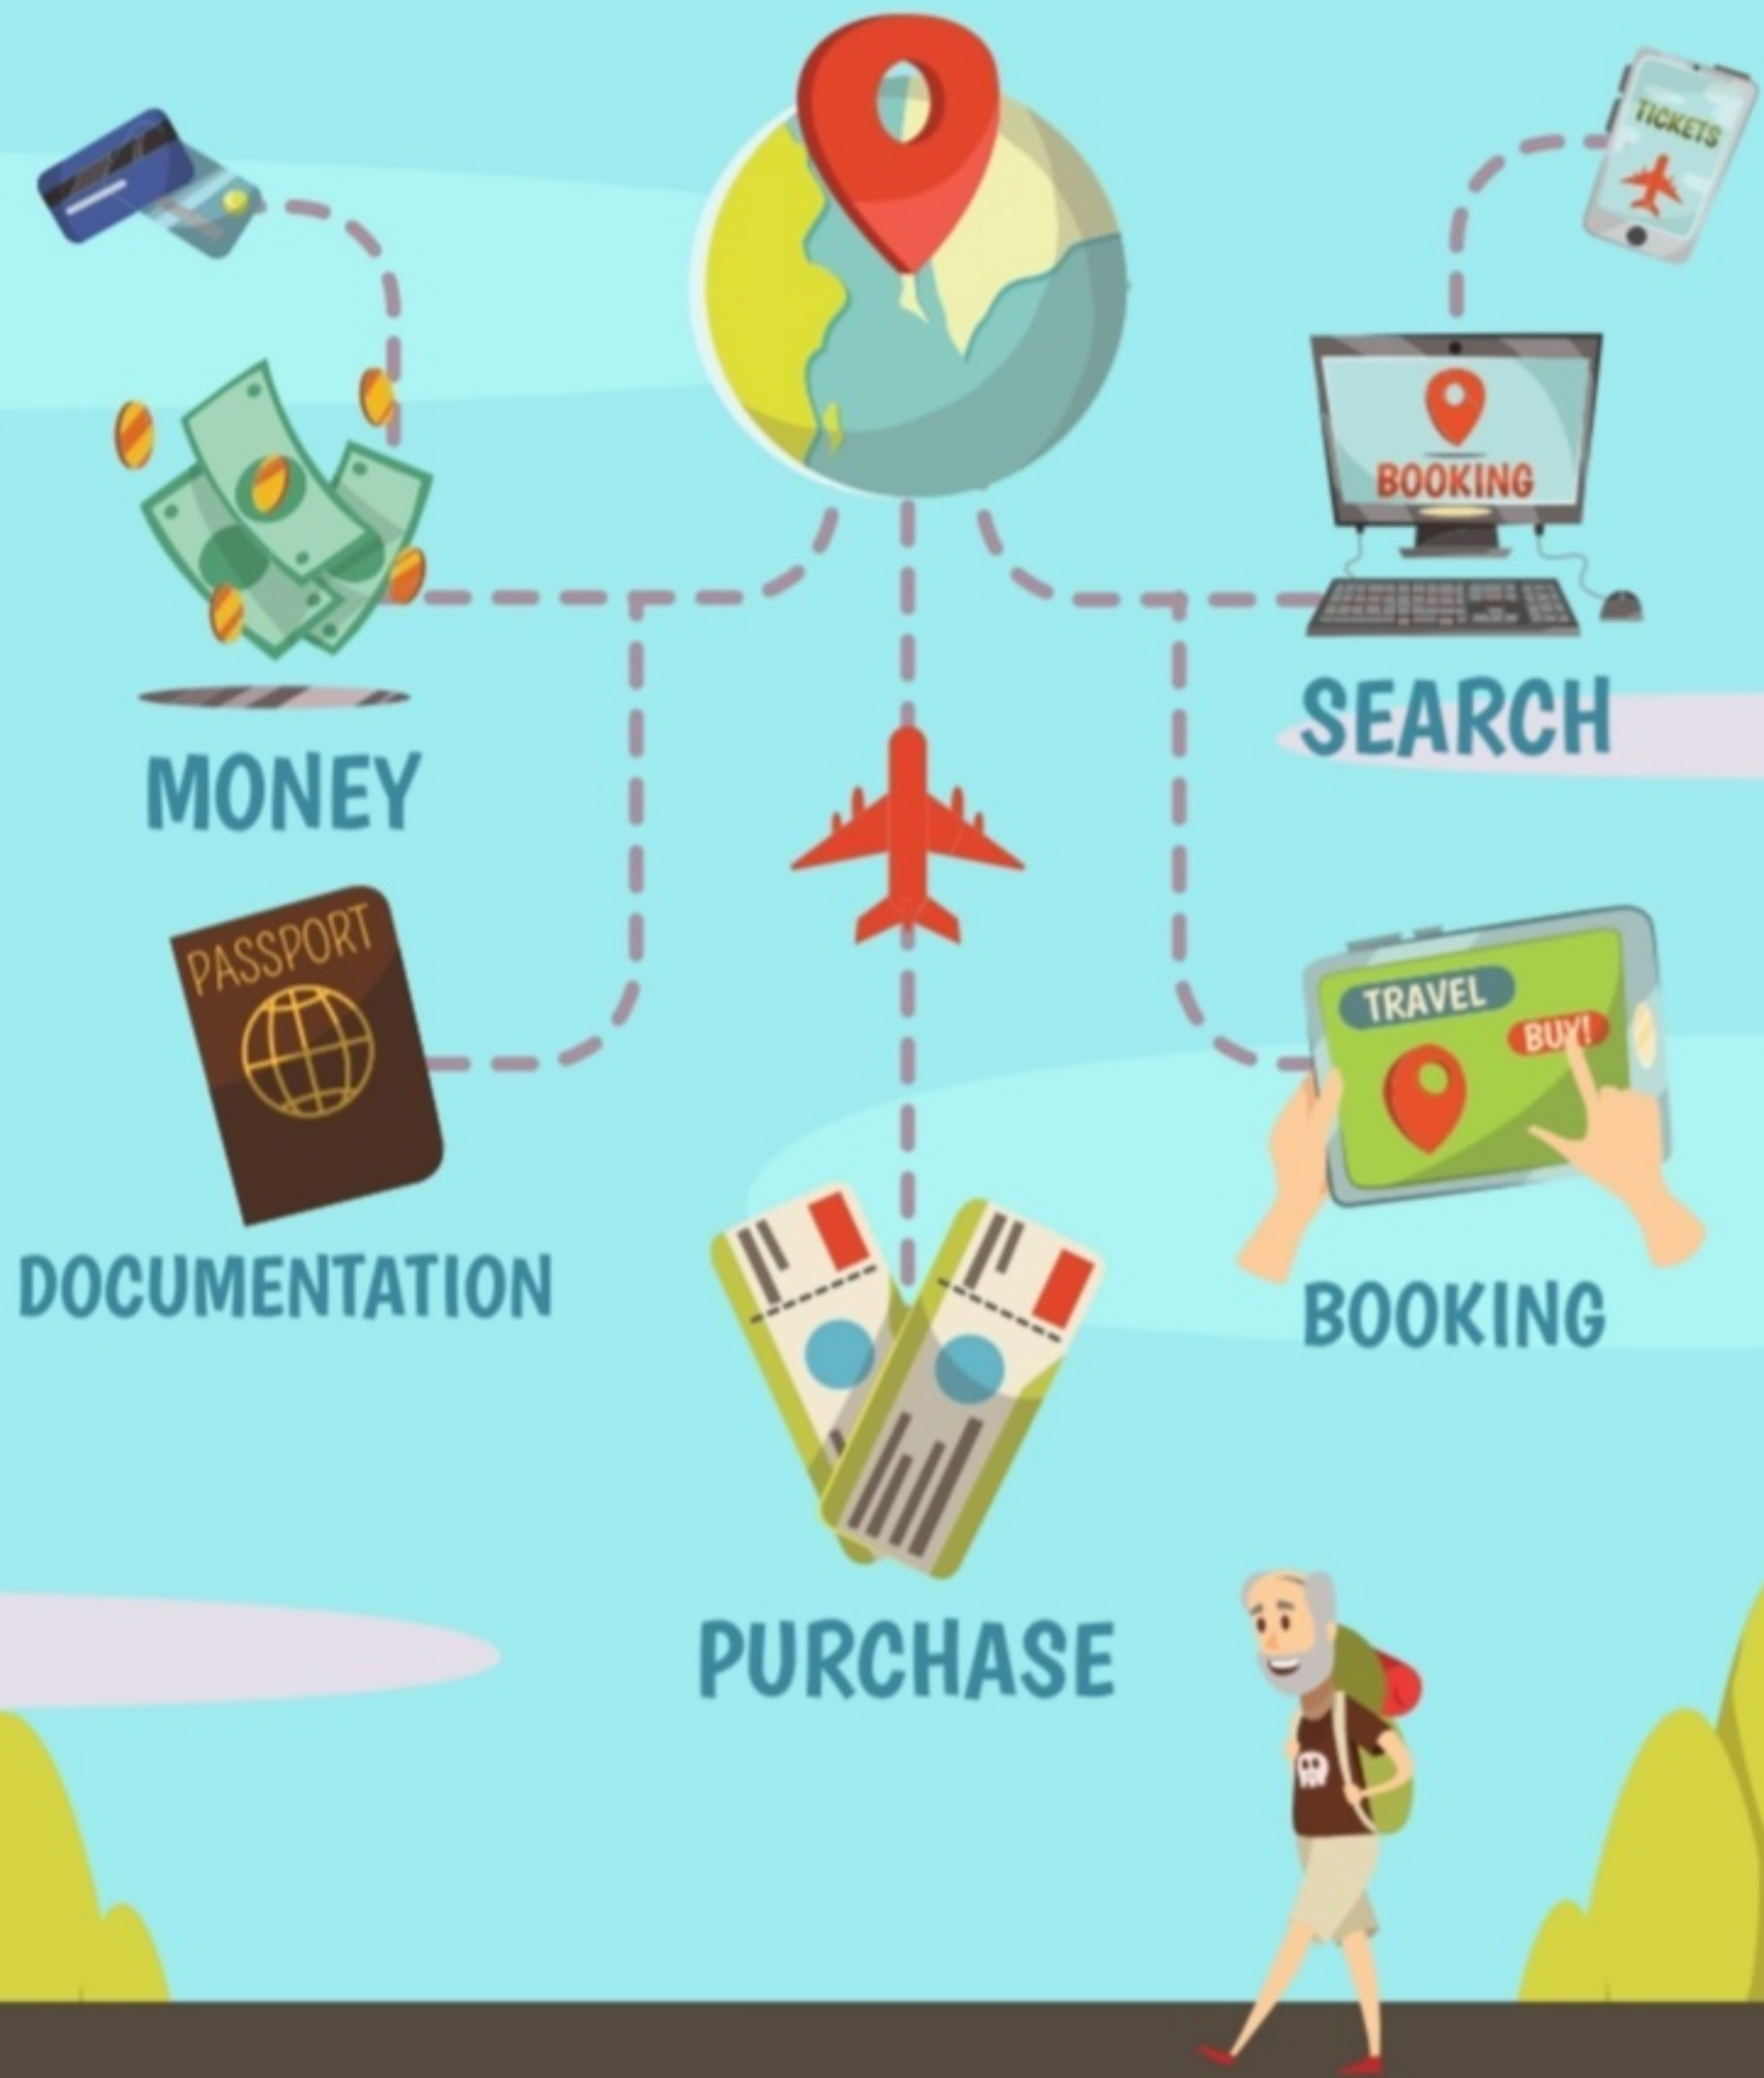 TICKETS
BOOKING
SEARCH
MONEY
PASSPORT
TRAVEL
BUY!
DOCUMENTATION
BOOKING
PURCHASE